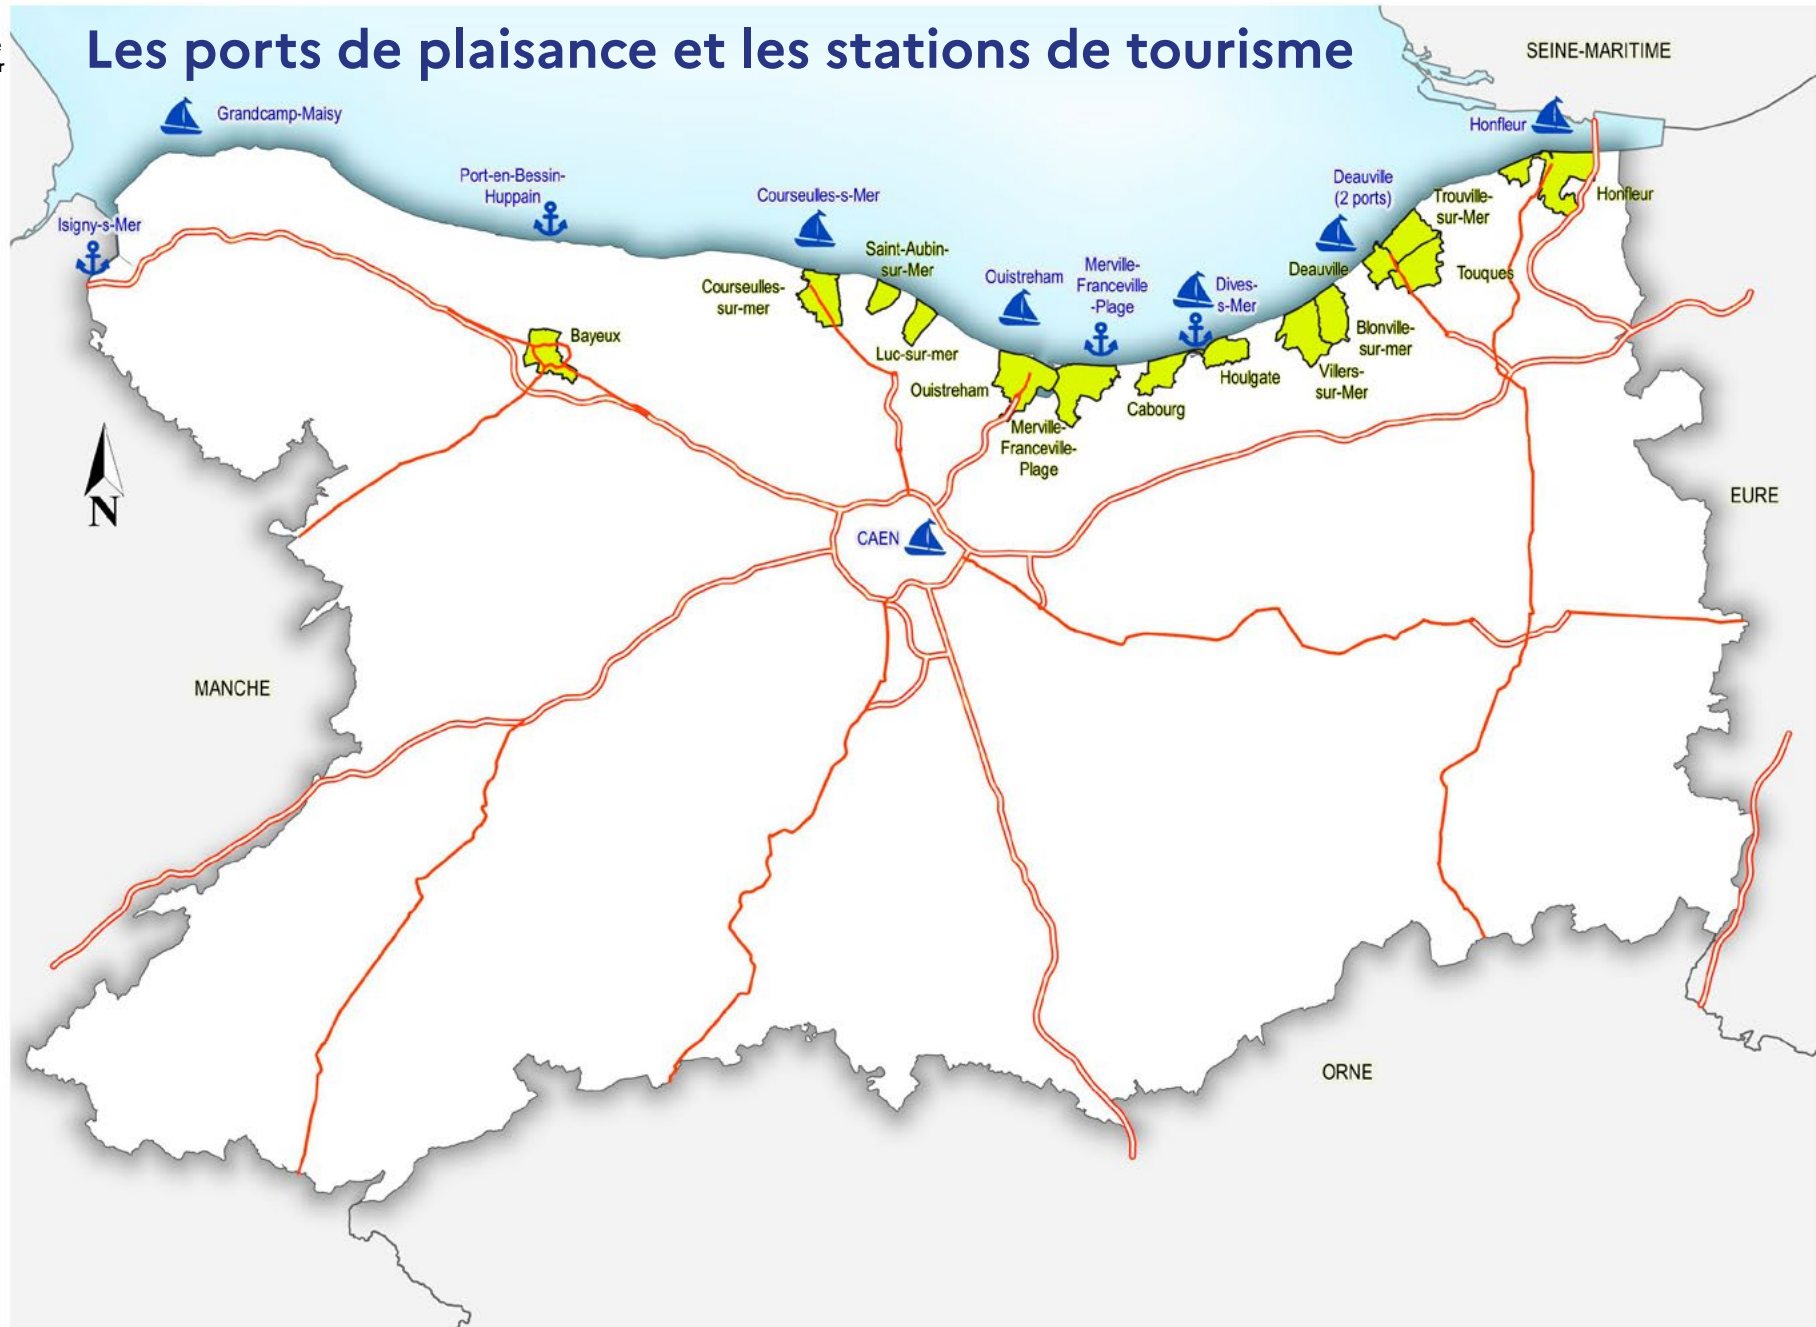 Les ports de plaisance et les stations de tourisme
SEINE-MARITIME
Grandcamp-Maisy
Honfleur
Port-en-Bessin-
Huppain
Courseulles-s-Mer
Deauville
(2 ports)
Trouville-
sur-Mer
Honfleur
Isigny-s-Mer
Saint-Aubin-
sur-Mer
Ouistreham
Merville-
Franceville
-Plage
Dives-
s-Mer
Deauville
Touques
Courseulles-
sur-mer
Bayeux
Luc-sur-mer
Blonville-
sur-mer
Ouistreham
Houlgate
Villers-
sur-Mer
Cabourg
Merville-
Franceville-
Plage
N
EURE
CAEN
MANCHE
ORNE